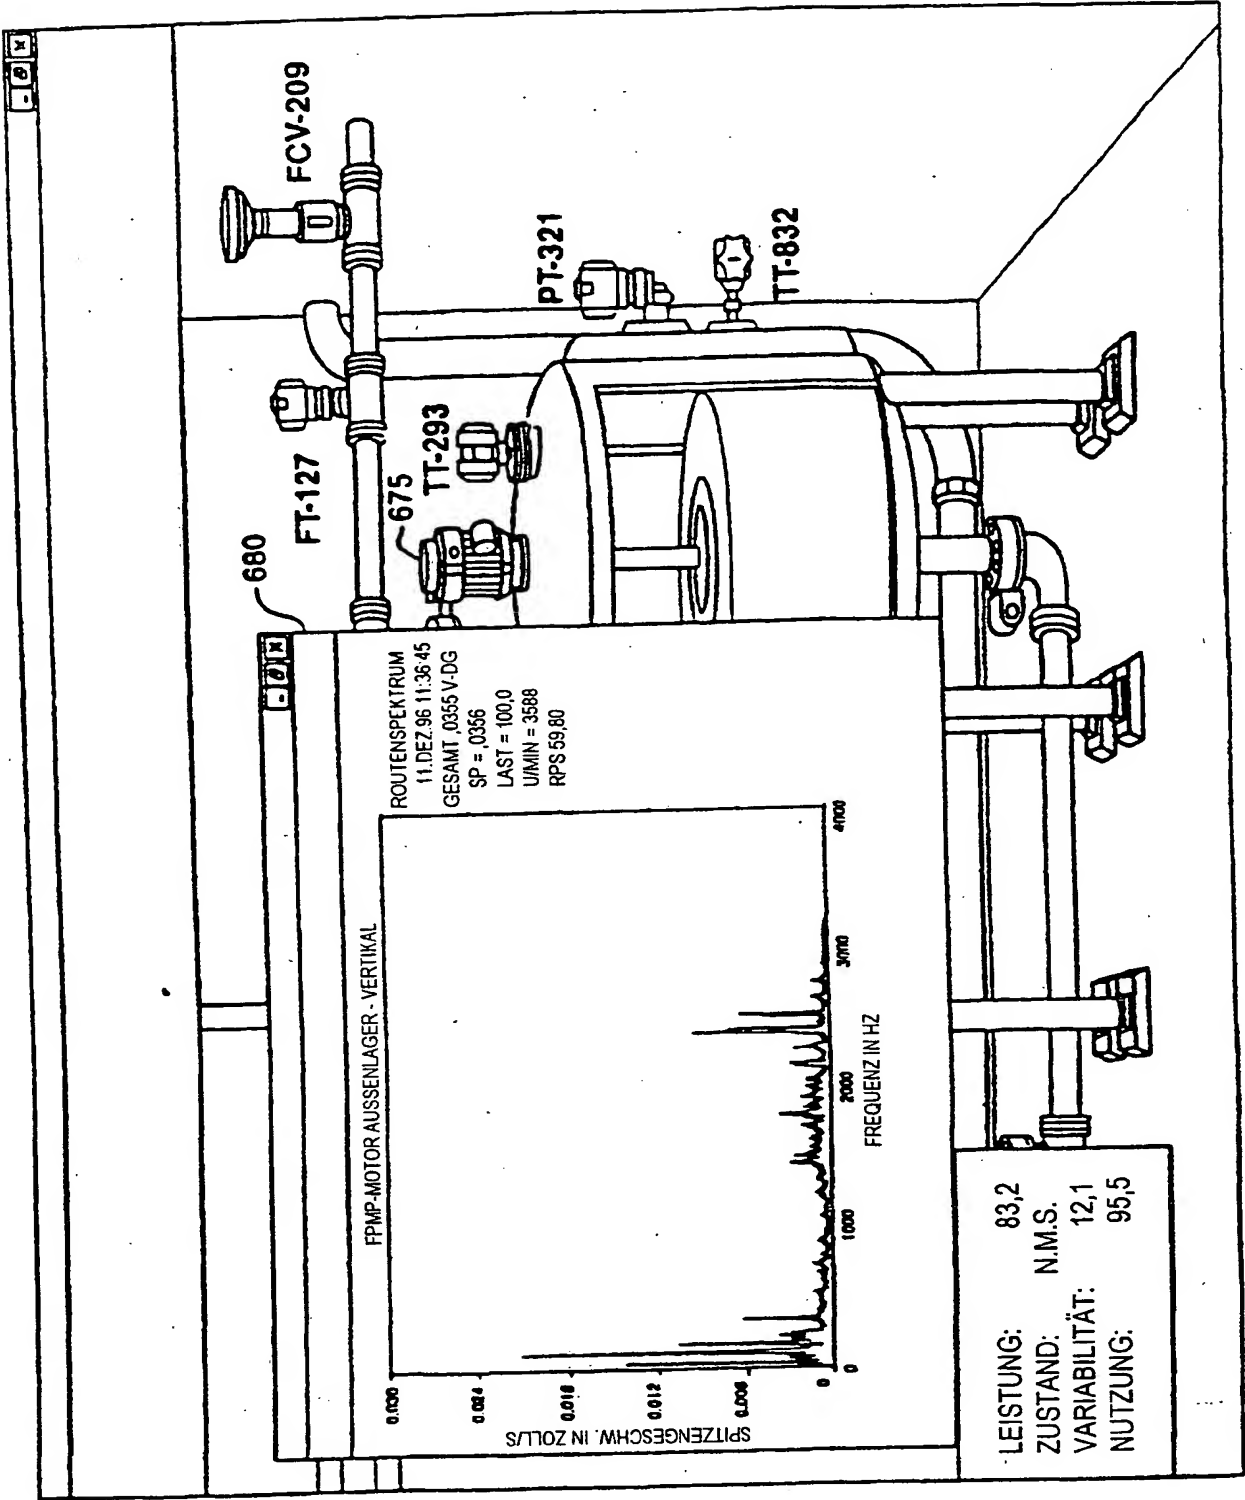 FCV-209
PT-321
TT-832
FT-127
TT-293
675
680
ROUTENSPEKTRUM
11.DEZ.96 11:36:45
GESAMT ,0355 V-DG
SP = ,0356
LAST = 100,0
U/MIN = 3588
RPS 59,80
FPMP-MOTOR AUSSENLAGER - VERTIKAL
SPITZENGESCHW. IN ZOLL/S
0.030
0.024
0.018
0.012
0.006
0
0
1000
2000
3000
4000
FREQUENZ IN HZ
LEISTUNG: 83,2
ZUSTAND: N.M.S.
VARIABILITÄT: 12,1
NUTZUNG: 95,5